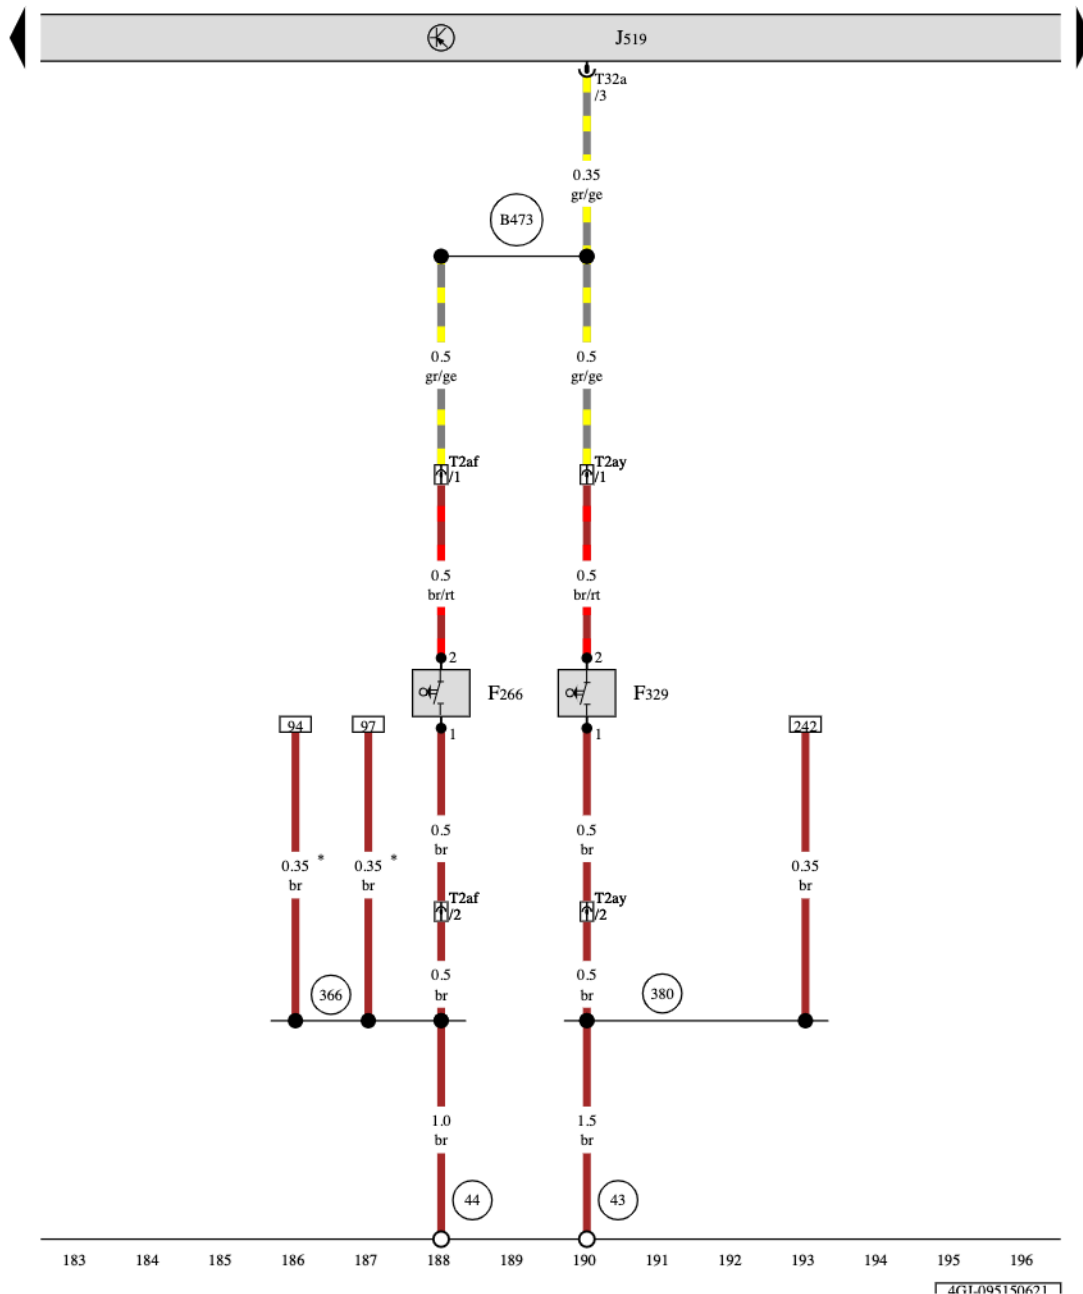 J519
T32a
/3
0.35
gr/ge
B473
0.5
gr/ge
0.5
gr/ge
T2af
/1
T2ay
/1
0.5
br/rt
0.5
br/rt
2
2
F266
F329
94
97
1
1
242
0.5
br
0.5
br
0.35 *
br
0.35 *
br
0.35
br
T2af
/2
T2ay
/2
0.5
br
0.5
br
366
380
1.0
br
1.5
br
44
43
183 184 185 186 187 188 189 190 191 192 193 194 195 196
4GI-095150621